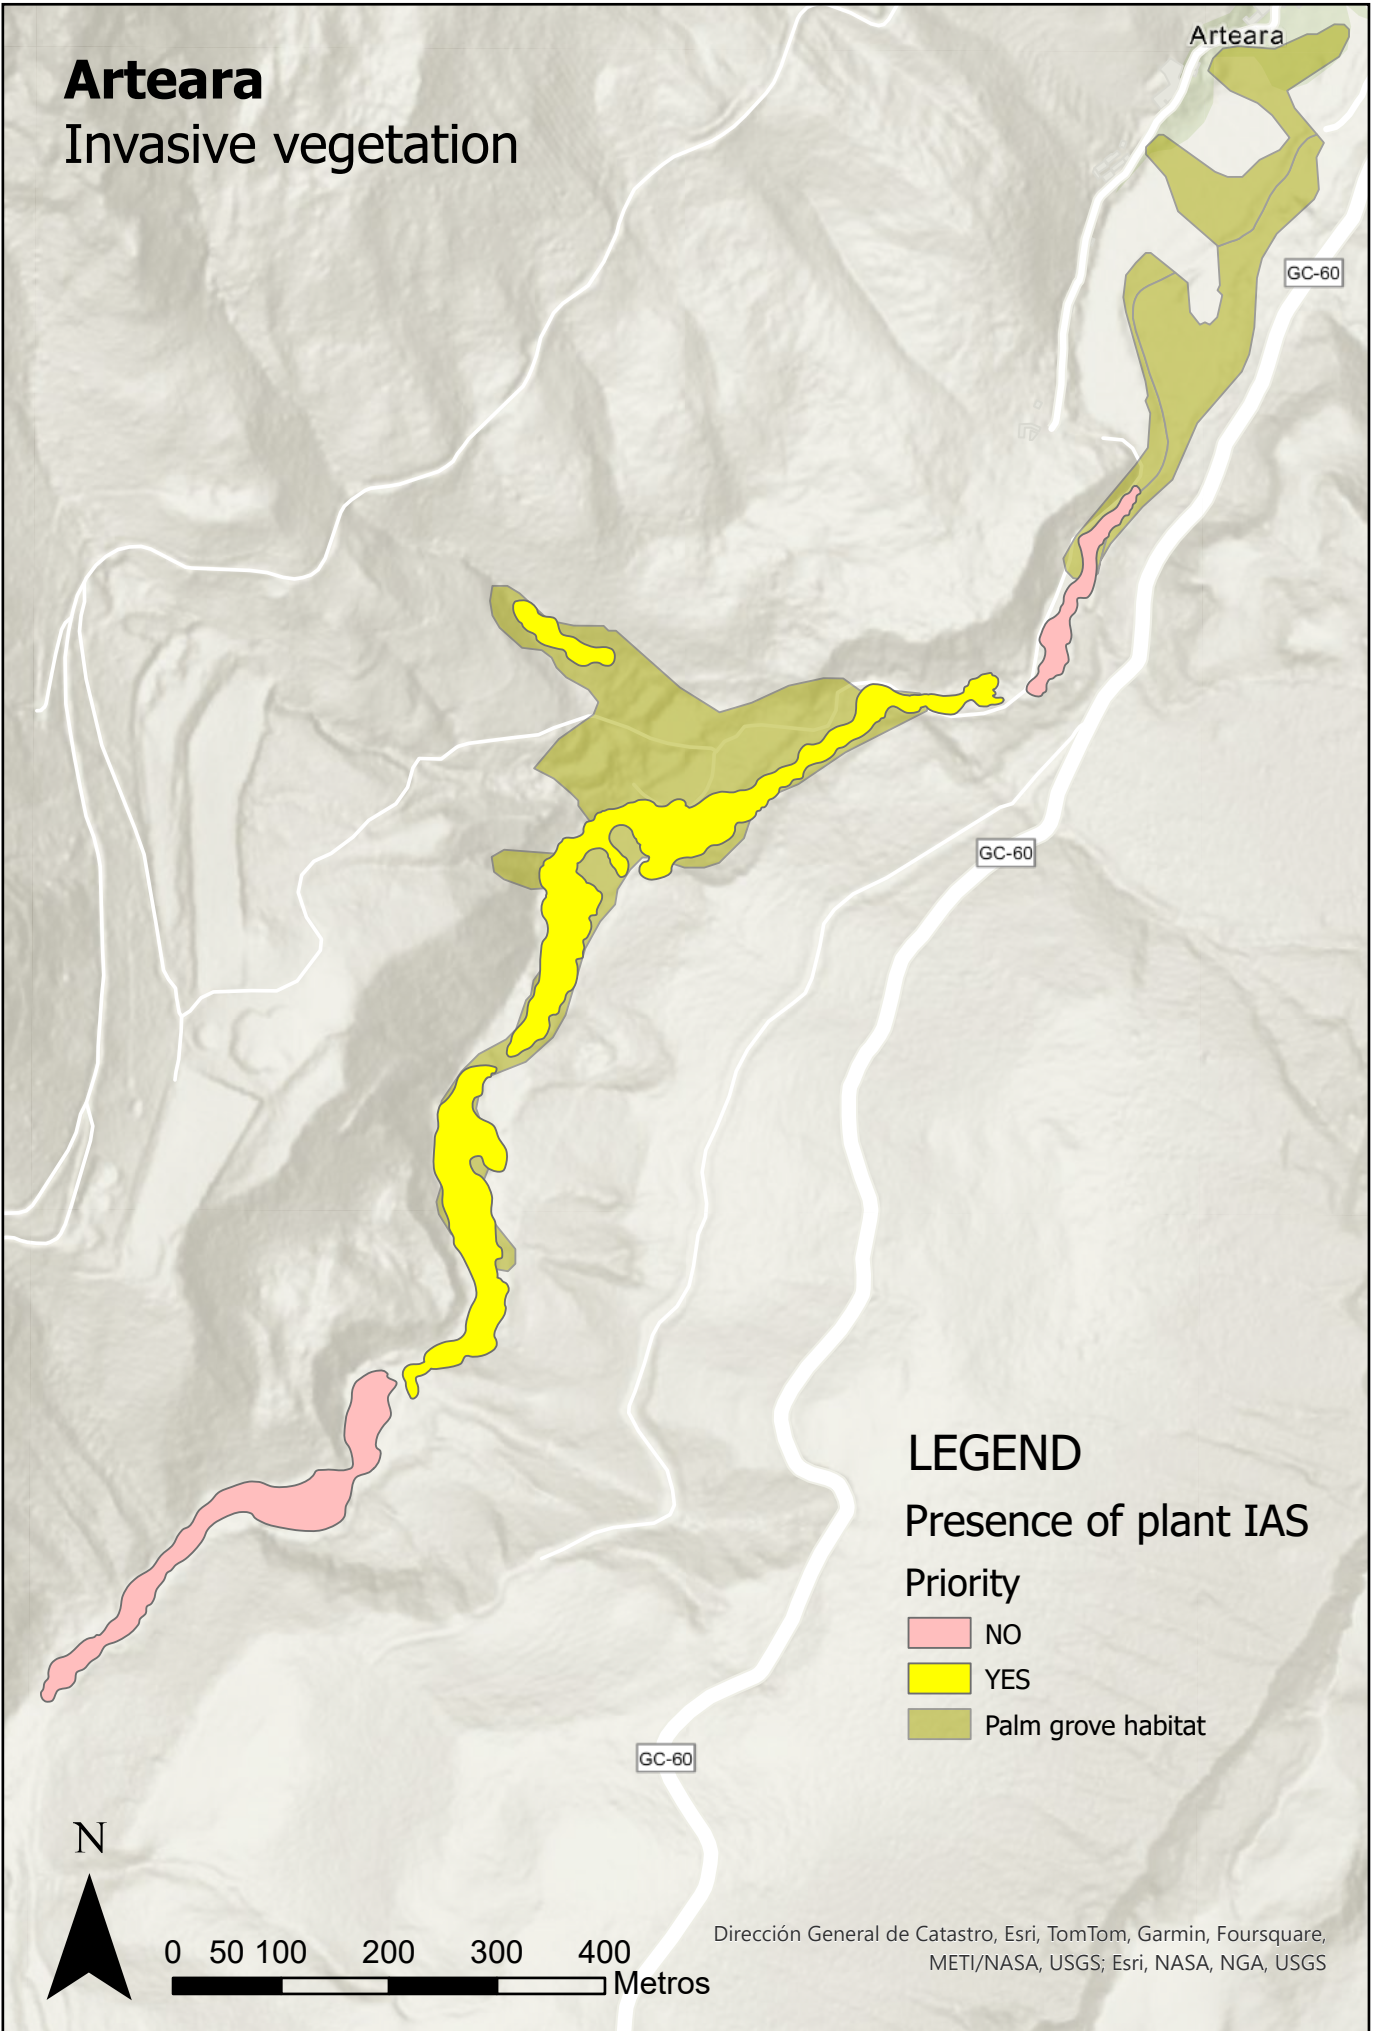 Arteara
Arteara
Invasive vegetation
GC-60
GC-60
LEGEND
Presence of plant IAS
Priority
NO
YES
Palm grove habitat
GC-60
N
0 50 100 200 300 400
Metros
Dirección General de Catastro, Esri, TomTom, Garmin, Foursquare,
METI/NASA, USGS; Esri, NASA, NGA, USGS